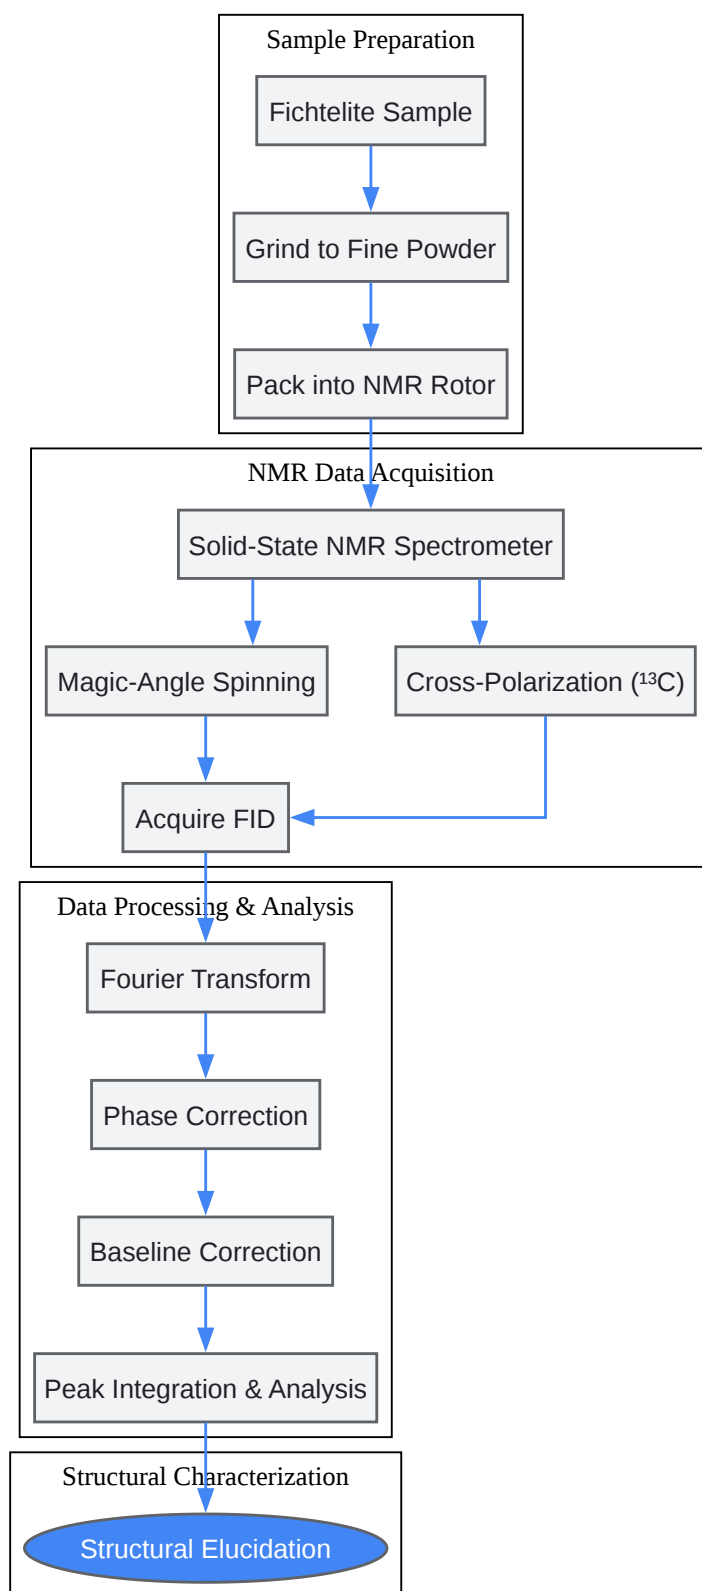 Sample Preparation
Fichtelite Sample
Grind to Fine Powder
Pack into NMR Rotor
NMR Data Acquisition
Solid-State NMR Spectrometer
Magic-Angle Spinning
Cross-Polarization (¹³C)
Acquire FID
Data Processing & Analysis
Fourier Transform
Phase Correction
Baseline Correction
Peak Integration & Analysis
Structural Characterization
Structural Elucidation